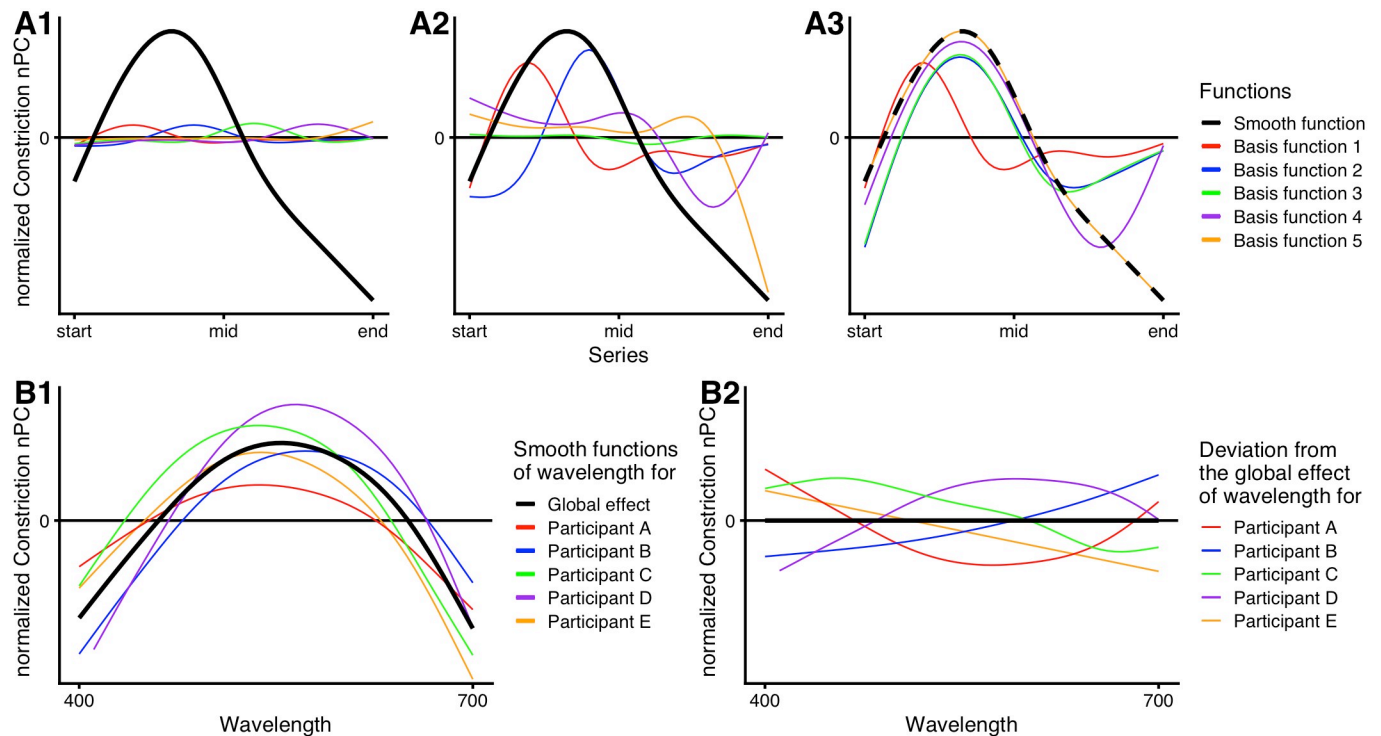 A1
A2
A3
normalized Constriction nPC
0
0
0
start
mid
end
start
mid
end
start
mid
end
Series
Functions
Smooth function
Basis function 1
Basis function 2
Basis function 3
Basis function 4
Basis function 5
B1
normalized Constriction nPC
0
400
700
Wavelength
Smooth functions
of wavelength for
Global effect
Participant A
Participant B
Participant C
Participant D
Participant E
B2
normalized Constriction nPC
0
400
700
Wavelength
Deviation from
the global effect
of wavelength for
Participant A
Participant B
Participant C
Participant D
Participant E